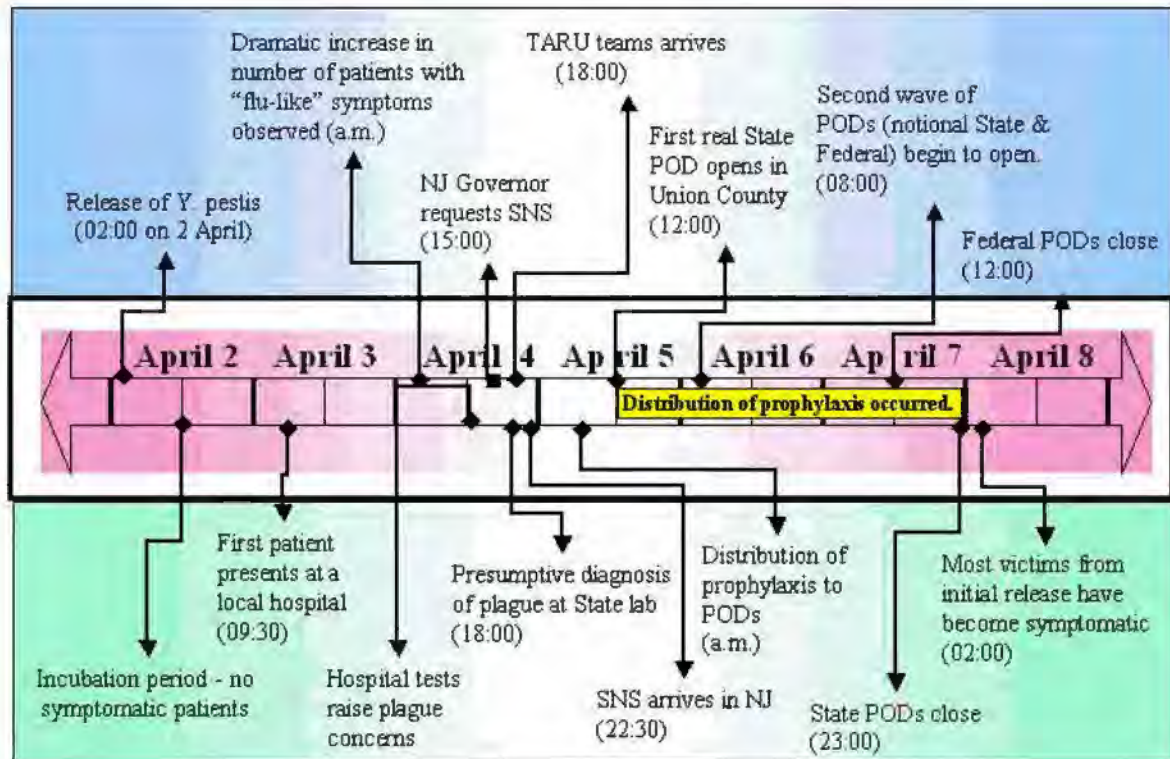 Dramatic increase in
number of patients with
“flu-like” symptoms
observed (a.m.)
TARU teams arrives
(18:00)
Second wave of
PODs (notional State &
Federal) begin to open.
(08:00)
First real State
POD opens in
Union County
(12:00)
NJ Governor
requests SNS
(15:00)
Release of Y. pestis
(02:00 on 2 April)
Federal PODs close
(12:00)
April 2
April 3
April 4
April 5
April 6
April 7
April 8
Distribution of prophylaxis occurred.
First patient
presents at a
local hospital
(09:30)
Presumptive diagnosis
of plague at State lab
(18:00)
Distribution of
prophylaxis to
PODs
(a.m.)
Most victims from
initial release have
become symptomatic
(02:00)
Incubation period - no
symptomatic patients
Hospital tests
raise plague
concerns
SNS arrives in NJ
(22:30)
State PODs close
(23:00)